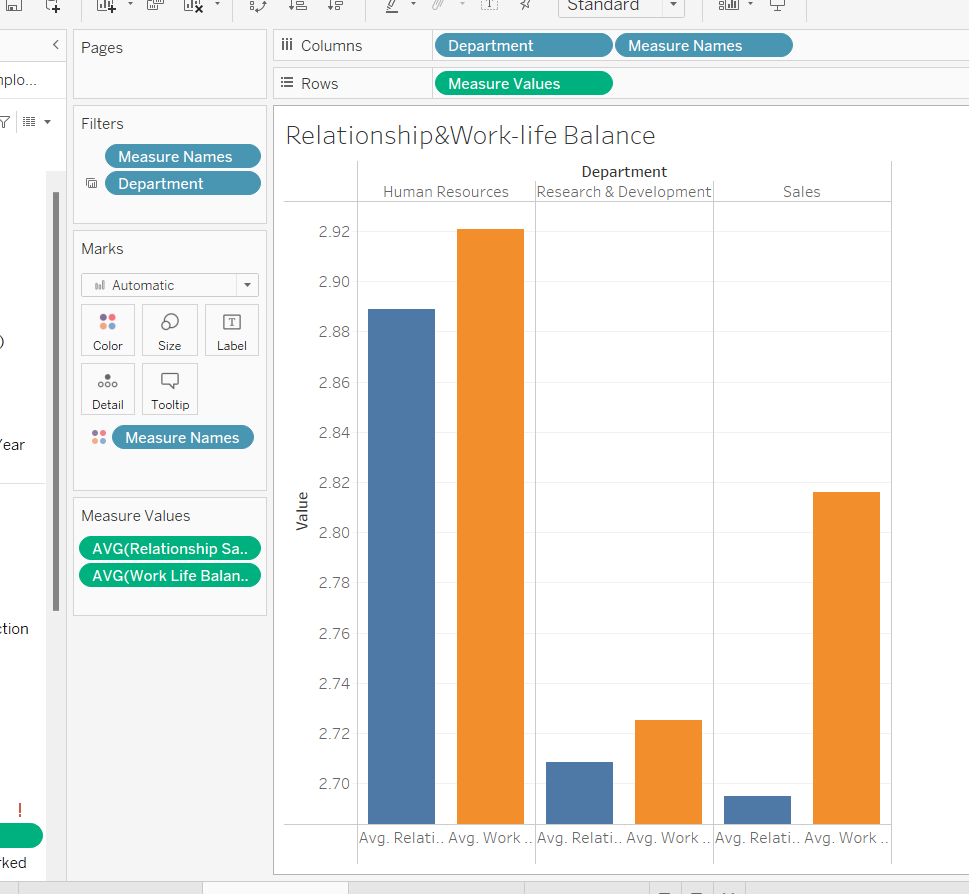 Standard
Pages
Columns
Department
Measure Names
Rows
Measure Values
mplo...
Filters
Measure Names
Department
Marks
Automatic
Color
Size
T
Label
Detail
Tooltip
Measure Names
Measure Values
AVG(Relationship Sa..
AVG(Work Life Balan..
)
Year
ction
!
rked
Relationship&Work-life Balance
Department
Human Resources
Research & Development
Sales
Value
2.92
2.90
2.88
2.86
2.84
2.82
2.80
2.78
2.76
2.74
2.72
2.70
Avg. Relati.. Avg. Work .. Avg. Relati.. Avg. Work .. Avg. Relati.. Avg. Work ..